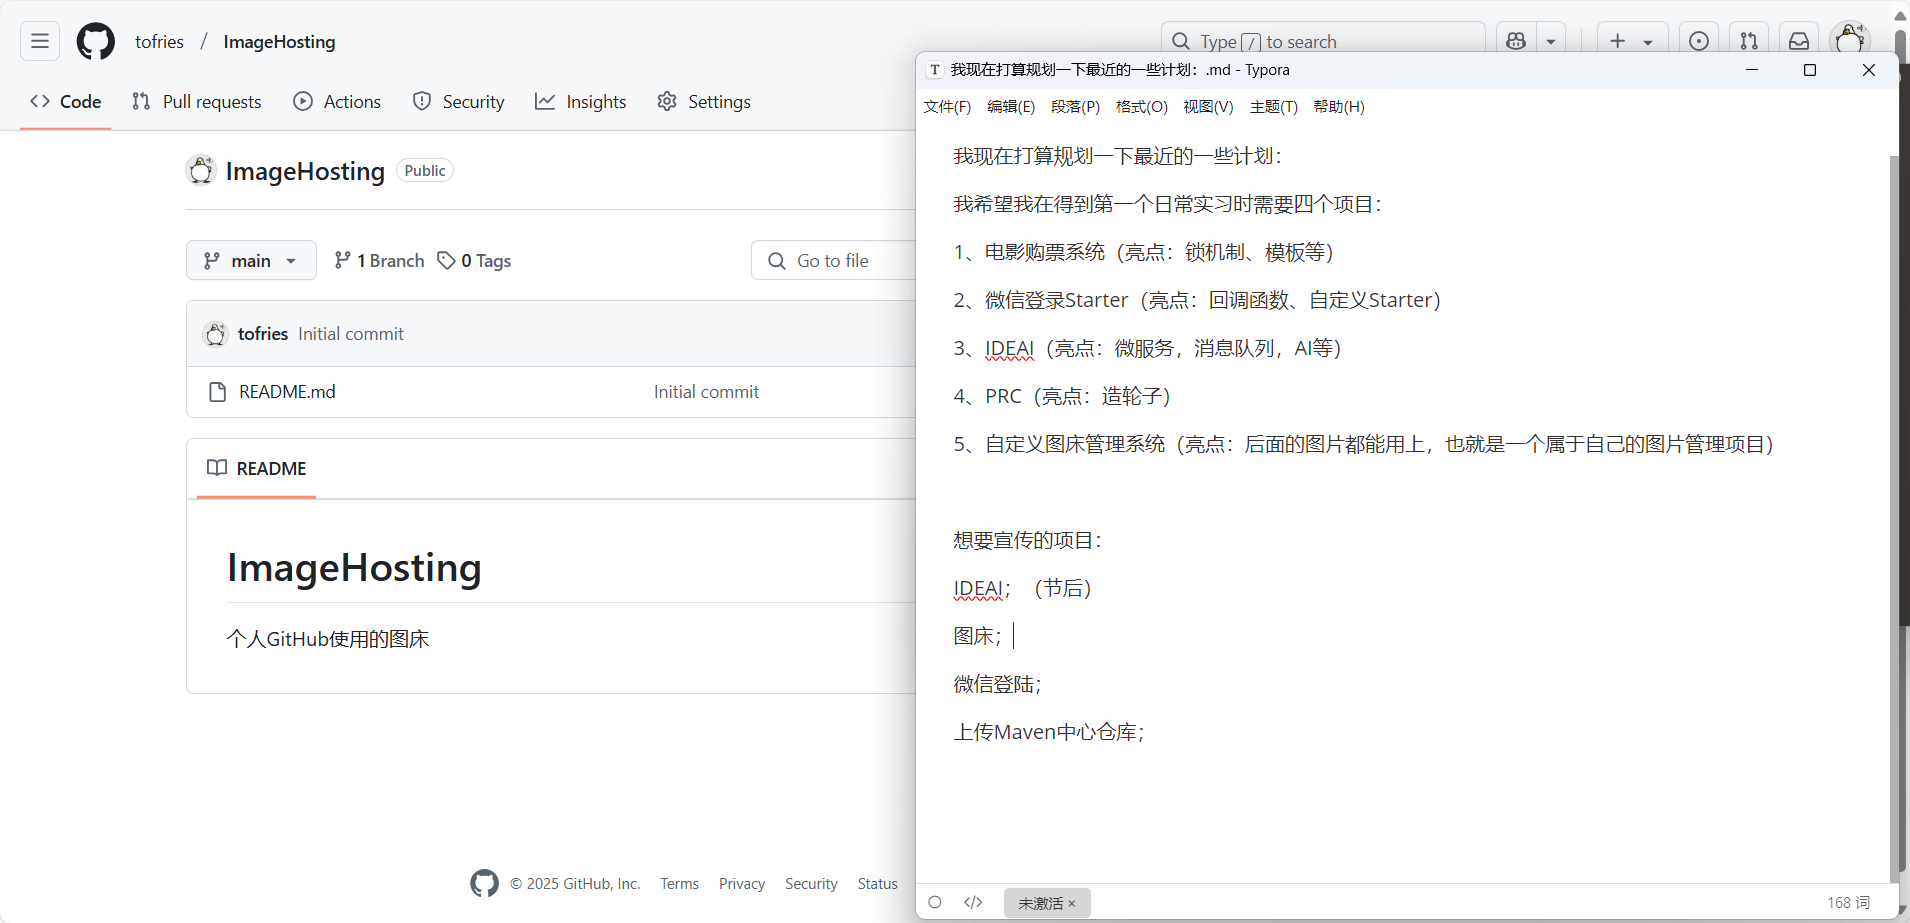 tofries / ImageHosting
Type / to search
Code
Pull requests
Actions
Security
Insights
Settings
ImageHosting
Public
main
1 Branch
0 Tags
Go to file
tofries Initial commit
README.md
Initial commit
README
ImageHosting
个人GitHub使用的图床
© 2025 GitHub, Inc.
Terms
Privacy
Security
Status
T 我现在打算规划一下最近的一些计划：.md - Typora
文件(F) 编辑(E) 段落(P) 格式(O) 视图(V) 主题(T) 帮助(H)
我现在打算规划一下最近的一些计划：
我希望我在得到第一个日常实习时需要四个项目：
1、电影购票系统（亮点：锁机制、模板等）
2、微信登录Starter（亮点：回调函数、自定义Starter）
3、IDEAI（亮点：微服务，消息队列，AI等）
4、PRC（亮点：造轮子）
5、自定义图床管理系统（亮点：后面的图片都能用上，也就是一个属于自己的图片管理项目）
想要宣传的项目：
IDEAI；（节后）
图床；
微信登陆；
上传Maven中心仓库；
未激活 ×
168 词